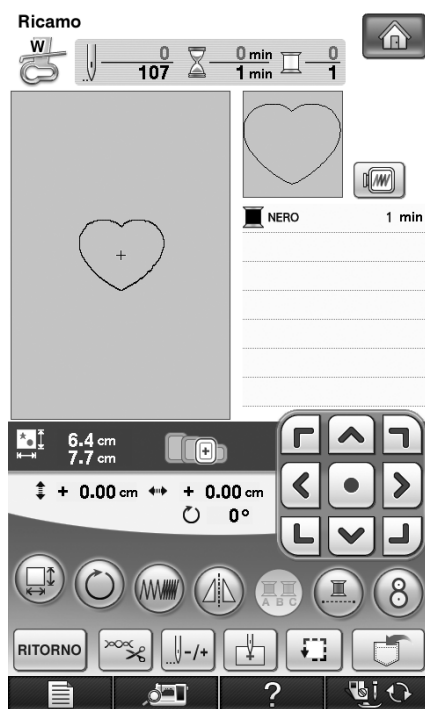 Ricamo
W
0 0 min 0
107 1 min 1
NERO 1 min
6.4 cm
7.7 cm
+ 0.00 cm + 0.00 cm
0°
A B C
8
RITORNO -/+
?